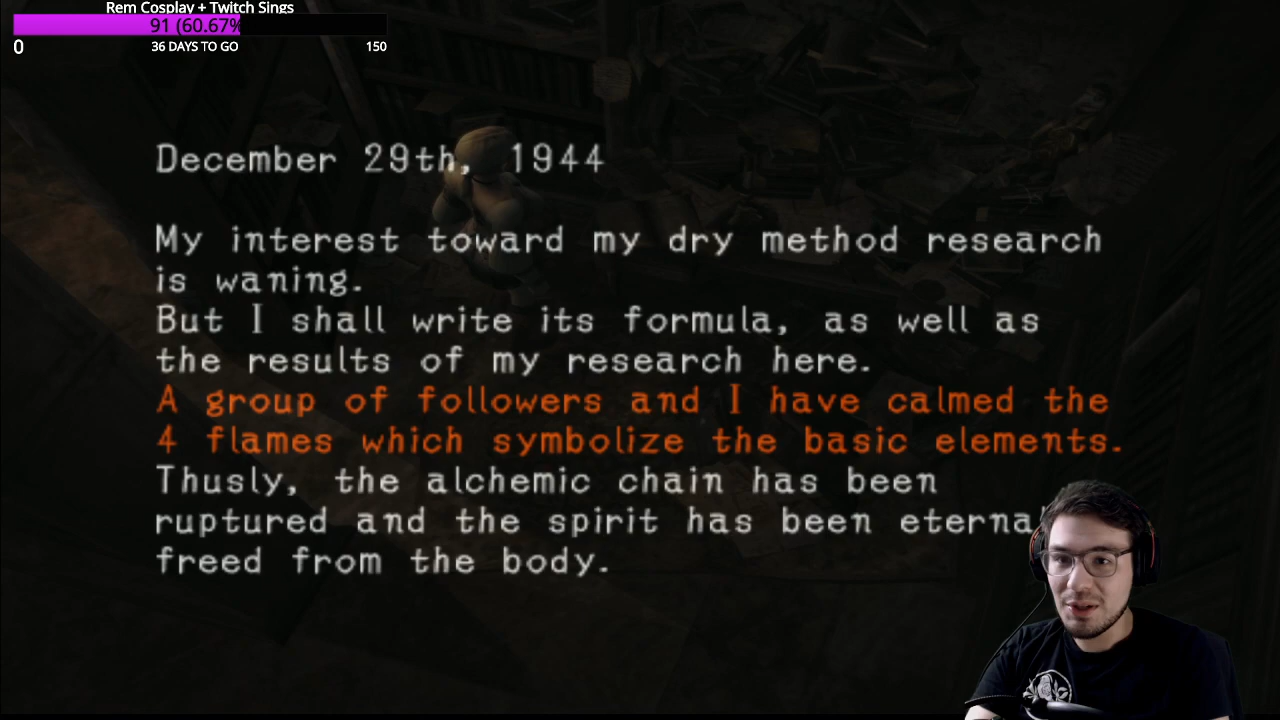 Rem Cosplay + Twitch Sings
91 (60.67%
0 36 DAYS TO GO 150
December 29th, 1944
My interest toward my dry method research
is waning.
But I shall write its formula, as well as
the results of my research here.
A group of followers and I have calmed the
4 flames which symbolize the basic elements.
Thusly, the alchemic chain has been
ruptured and the spirit has been
freed from the body.